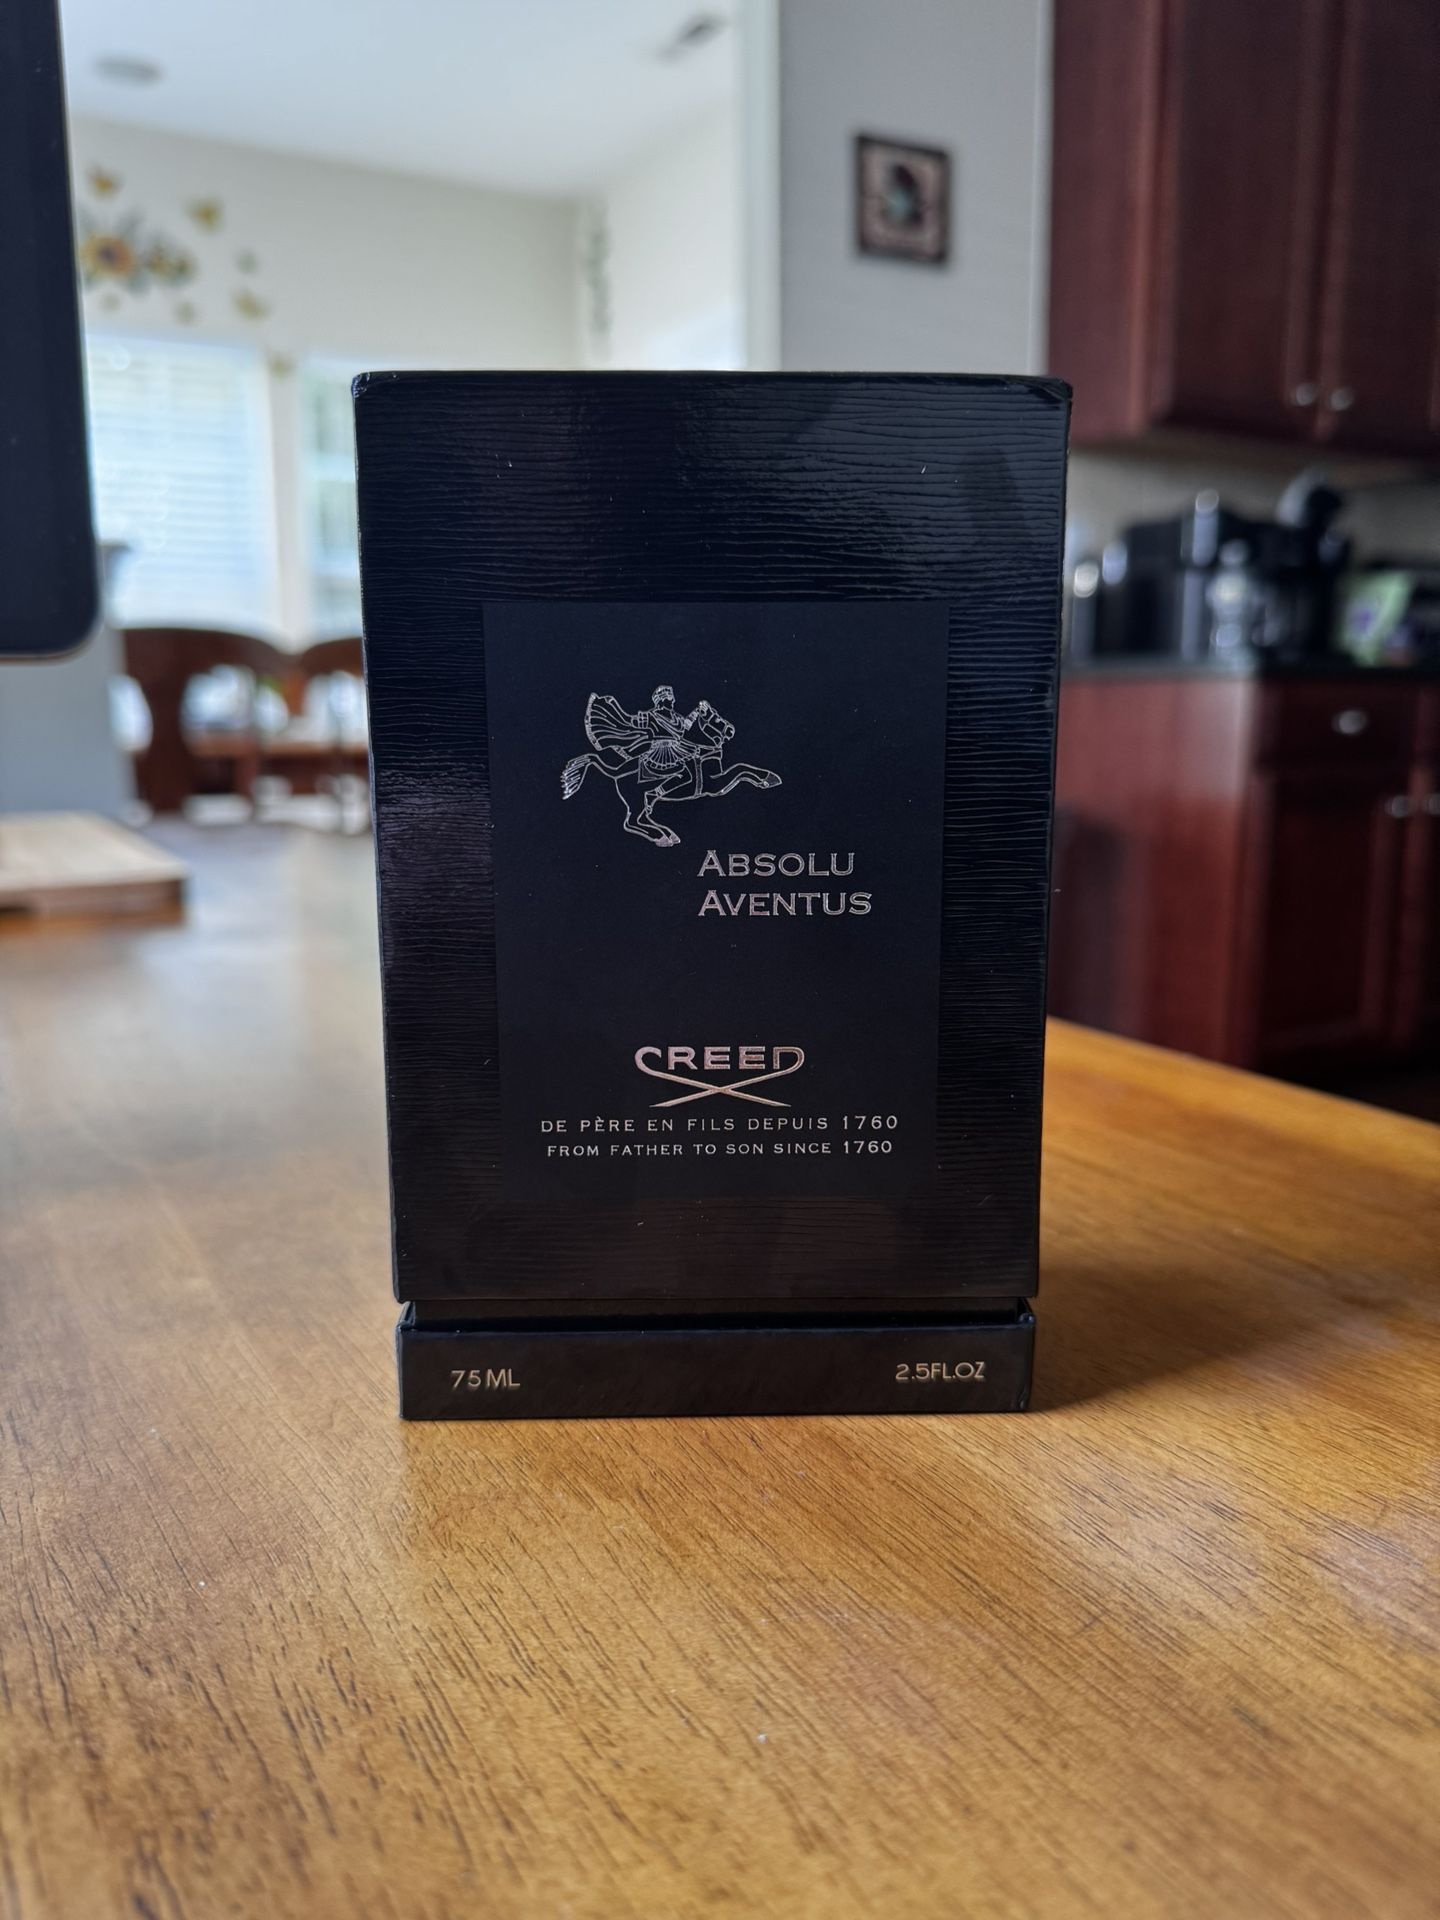 ABSOLU
AVENTUS
CREED
DE PÈRE EN FILS DEPUIS 1760
FROM FATHER TO SON SINCE 1760
75 ML
2.5FL.OZ